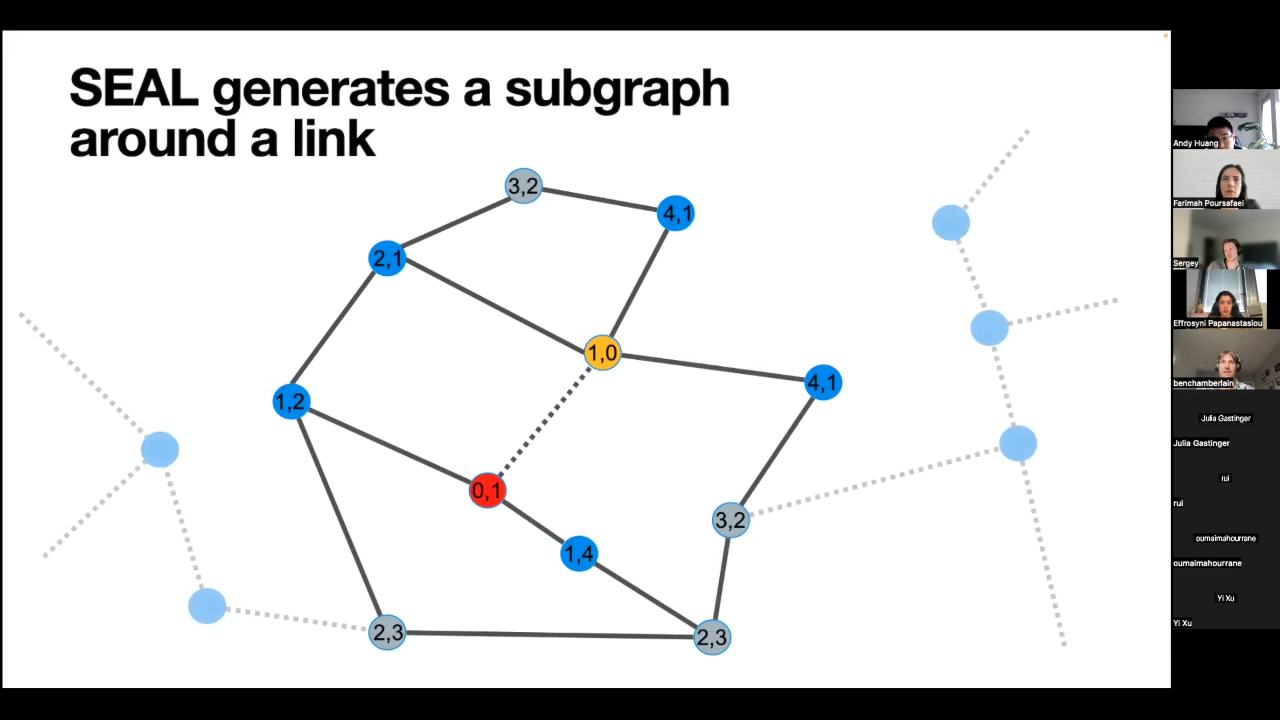 SEAL generates a subgraph
around a link
3,2
4,1
2,1
1,0
4,1
1,2
0,1
3,2
1,4
2,3
2,3
Andy Huang
Farimah Poursafaei
Sergey
Effrosyni Papanastasiou
benchamberlain
Julia Gastinger
Julia Gastinger
rui
rui
oumaimahourrane
oumaimahourrane
Yi Xu
Yi Xu